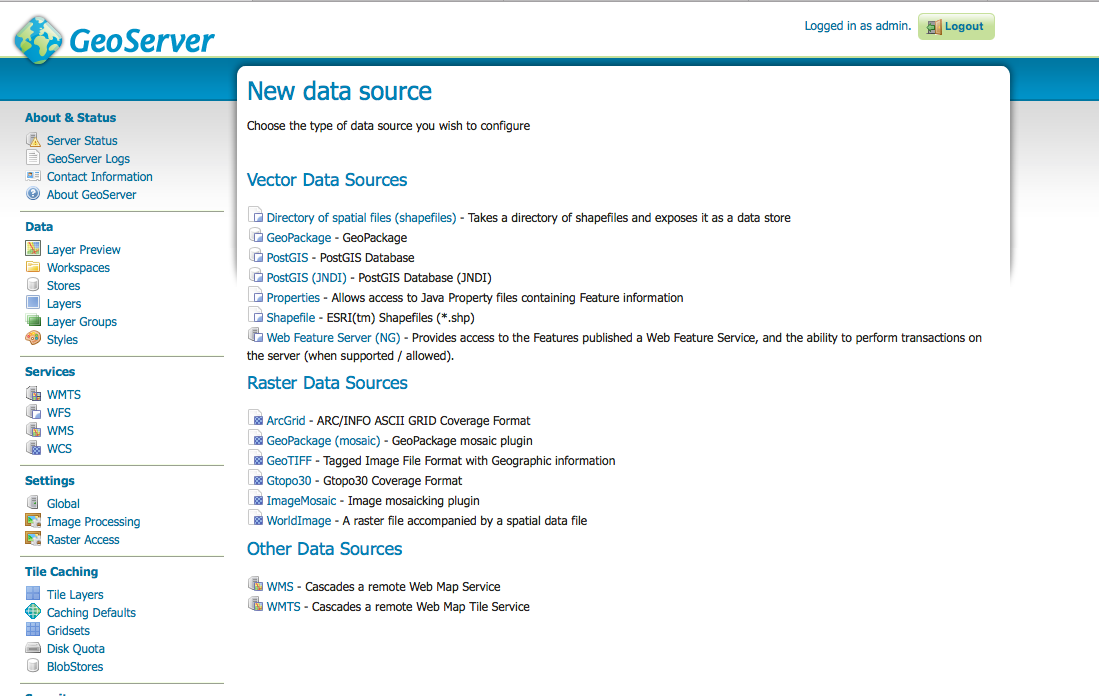 GeoServer
Logged in as admin.
Logout
About & Status
Server Status
GeoServer Logs
Contact Information
About GeoServer
Data
Layer Preview
Workspaces
Stores
Layers
Layer Groups
Styles
Services
WMTS
WFS
WMS
WCS
Settings
Global
Image Processing
Raster Access
Tile Caching
Tile Layers
Caching Defaults
Gridsets
Disk Quota
BlobStores
New data source
Choose the type of data source you wish to configure
Vector Data Sources
Directory of spatial files (shapefiles) - Takes a directory of shapefiles and exposes it as a data store
GeoPackage - GeoPackage
PostGIS - PostGIS Database
PostGIS (JNDI) - PostGIS Database (JNDI)
Properties - Allows access to Java Property files containing Feature information
Shapefile - ESRI(tm) Shapefiles (*.shp)
Web Feature Server (NG) - Provides access to the Features published a Web Feature Service, and the ability to perform transactions on
the server (when supported / allowed).
Raster Data Sources
ArcGrid - ARC/INFO ASCII GRID Coverage Format
GeoPackage (mosaic) - GeoPackage mosaic plugin
GeoTIFF - Tagged Image File Format with Geographic information
Gtopo30 - Gtopo30 Coverage Format
ImageMosaic - Image mosaicking plugin
WorldImage - A raster file accompanied by a spatial data file
Other Data Sources
WMS - Cascades a remote Web Map Service
WMTS - Cascades a remote Web Map Tile Service